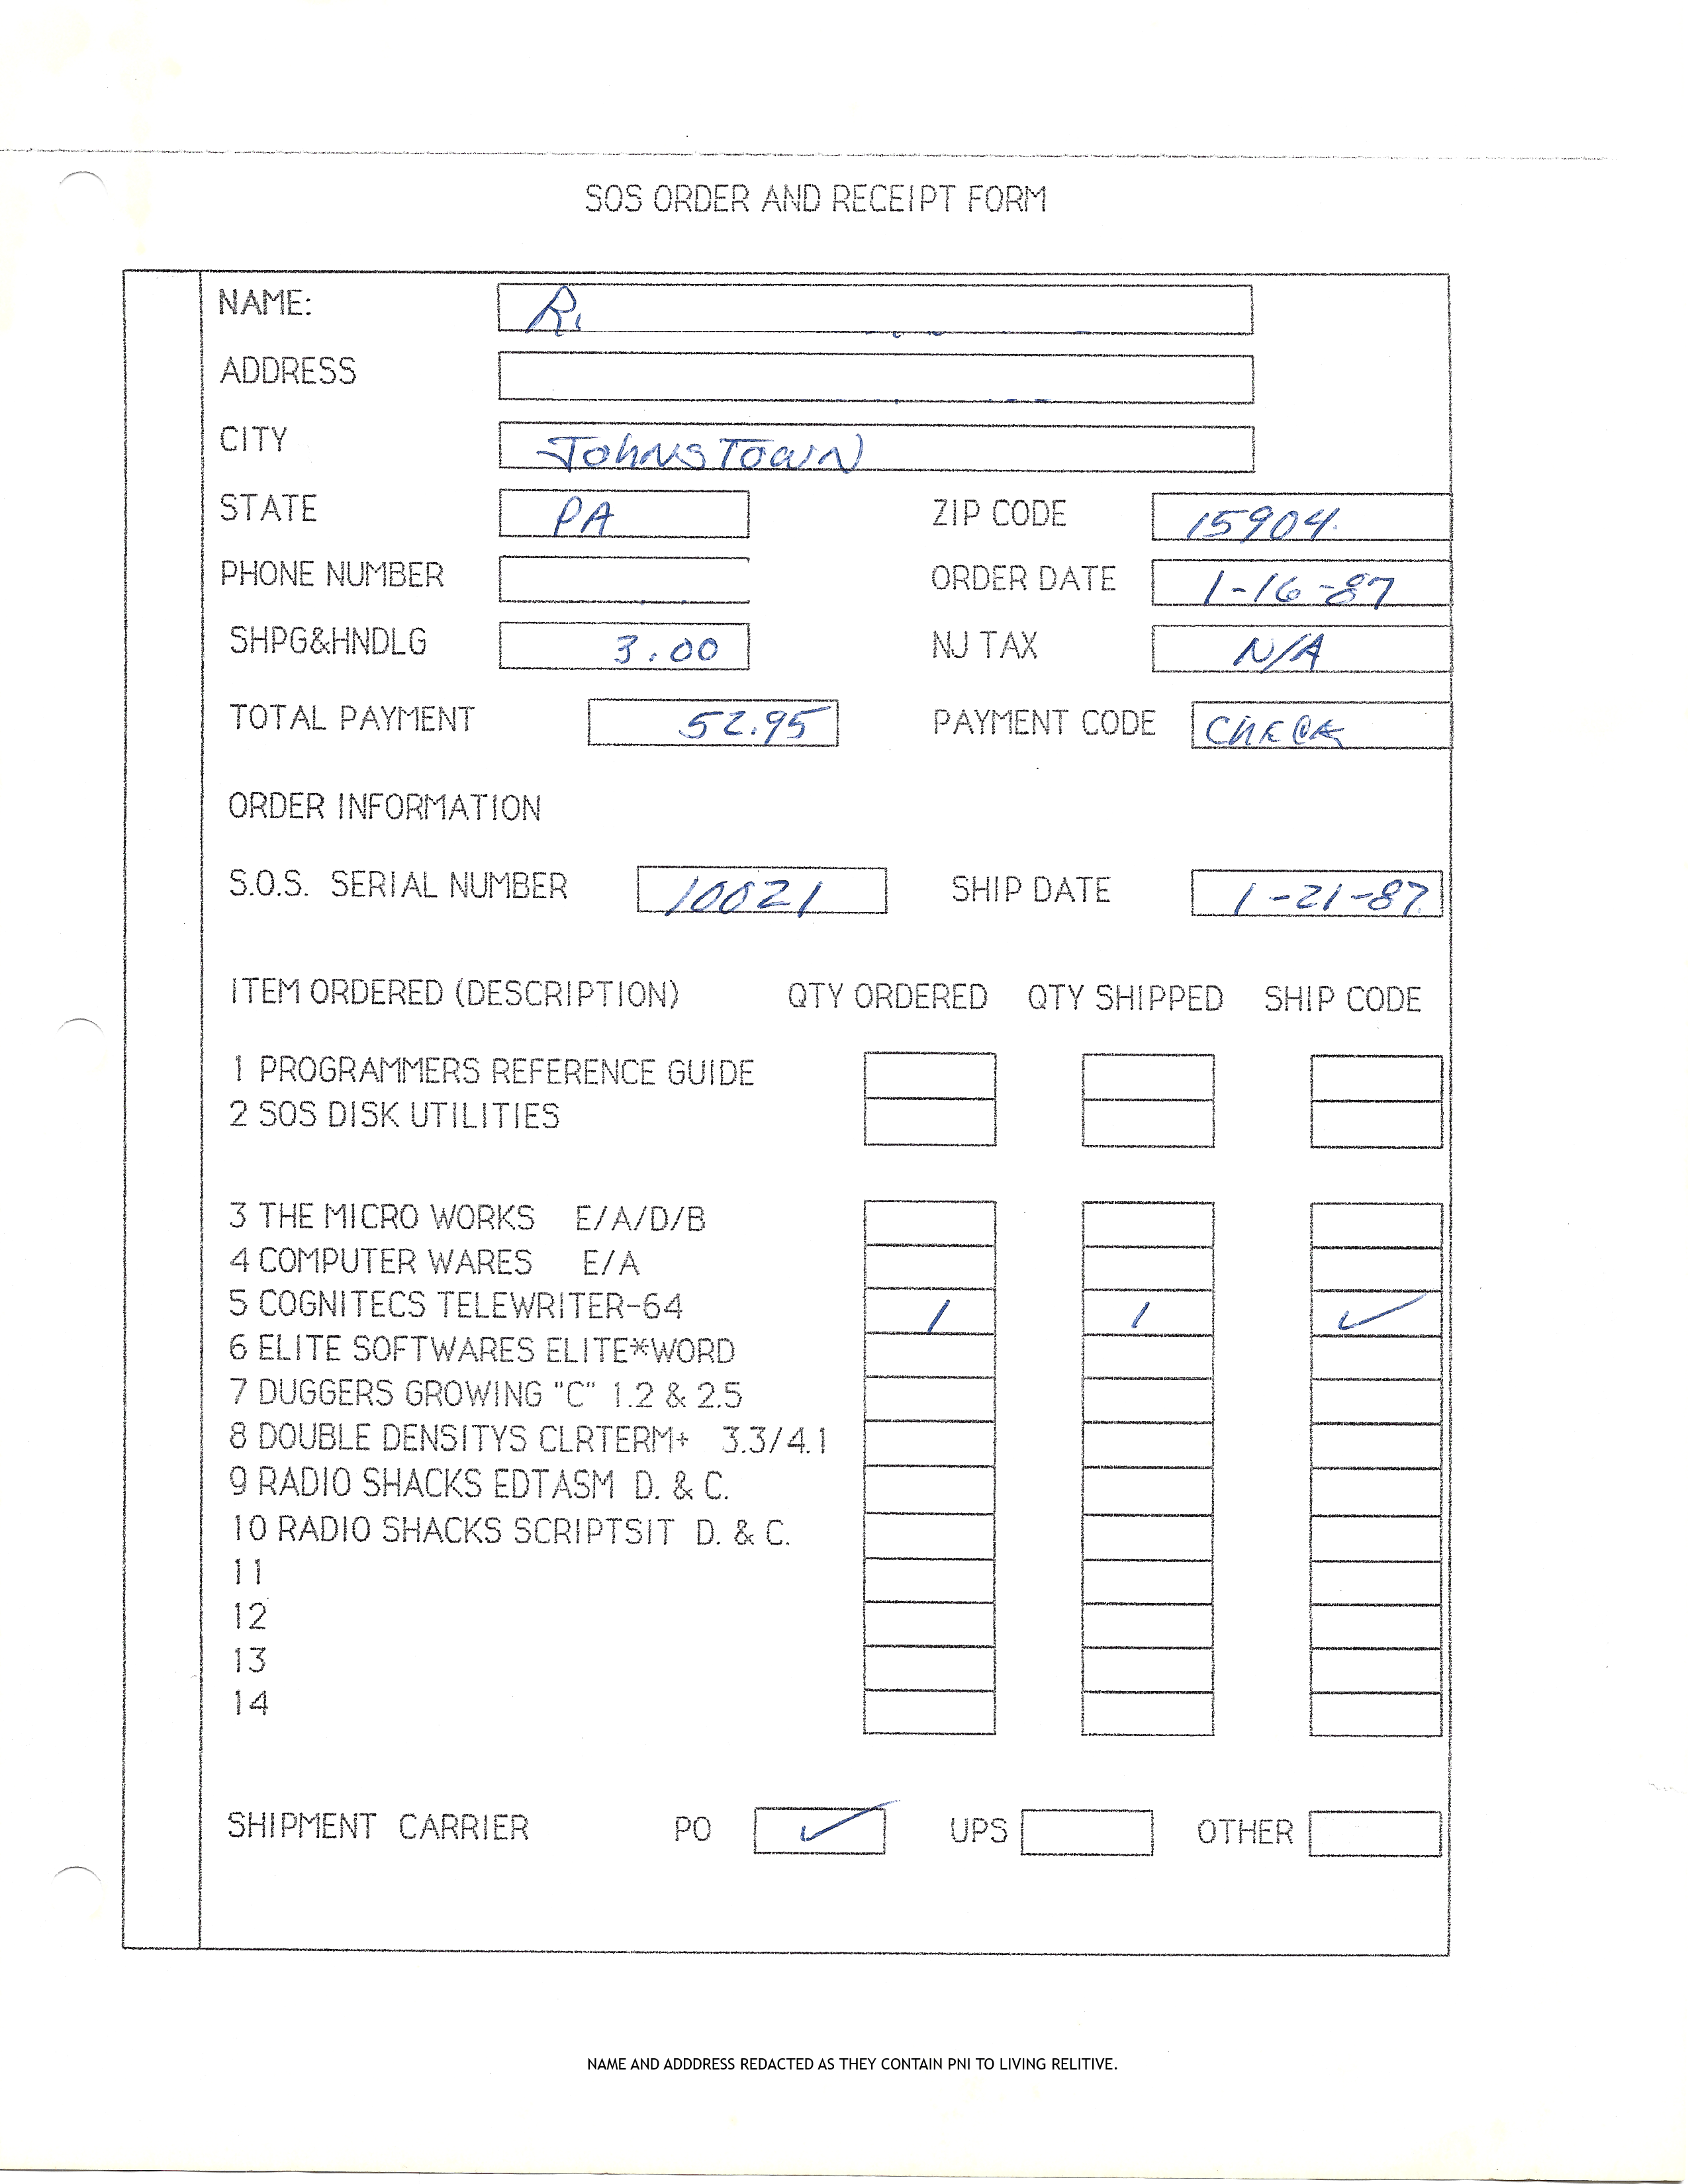 SOS ORDER AND RECEIPT FORM
NAME: R
ADDRESS
CITY JOhNSTOWN
STATE PA ZIP CODE 15904
PHONE NUMBER ORDER DATE 1-16-87
SHPG&HNDLG 3.00 NJ TAX N/A
TOTAL PAYMENT 52.95 PAYMENT CODE ChECK
ORDER INFORMATION
S.O.S. SERIAL NUMBER 10021 SHIP DATE 1-21-87
ITEM ORDERED (DESCRIPTION) QTY ORDERED QTY SHIPPED SHIP CODE
1 PROGRAMMERS REFERENCE GUIDE
2 SOS DISK UTILITIES
3 THE MICRO WORKS E/A/D/B
4 COMPUTER WARES E/A
5 COGNITECS TELEWRITER-64 1 1 ✓
6 ELITE SOFTWARES ELITE*WORD
7 DUGGERS GROWING "C" 1.2 & 2.5
8 DOUBLE DENSITYS CLRTERM+ 3.3/4.1
9 RADIO SHACKS EDTASM D. & C.
10 RADIO SHACKS SCRIPTSIT D. & C.
11
12
13
14
SHIPMENT CARRIER PO ✓ UPS OTHER
NAME AND ADDDRESS REDACTED AS THEY CONTAIN PNI TO LIVING RELITIVE.